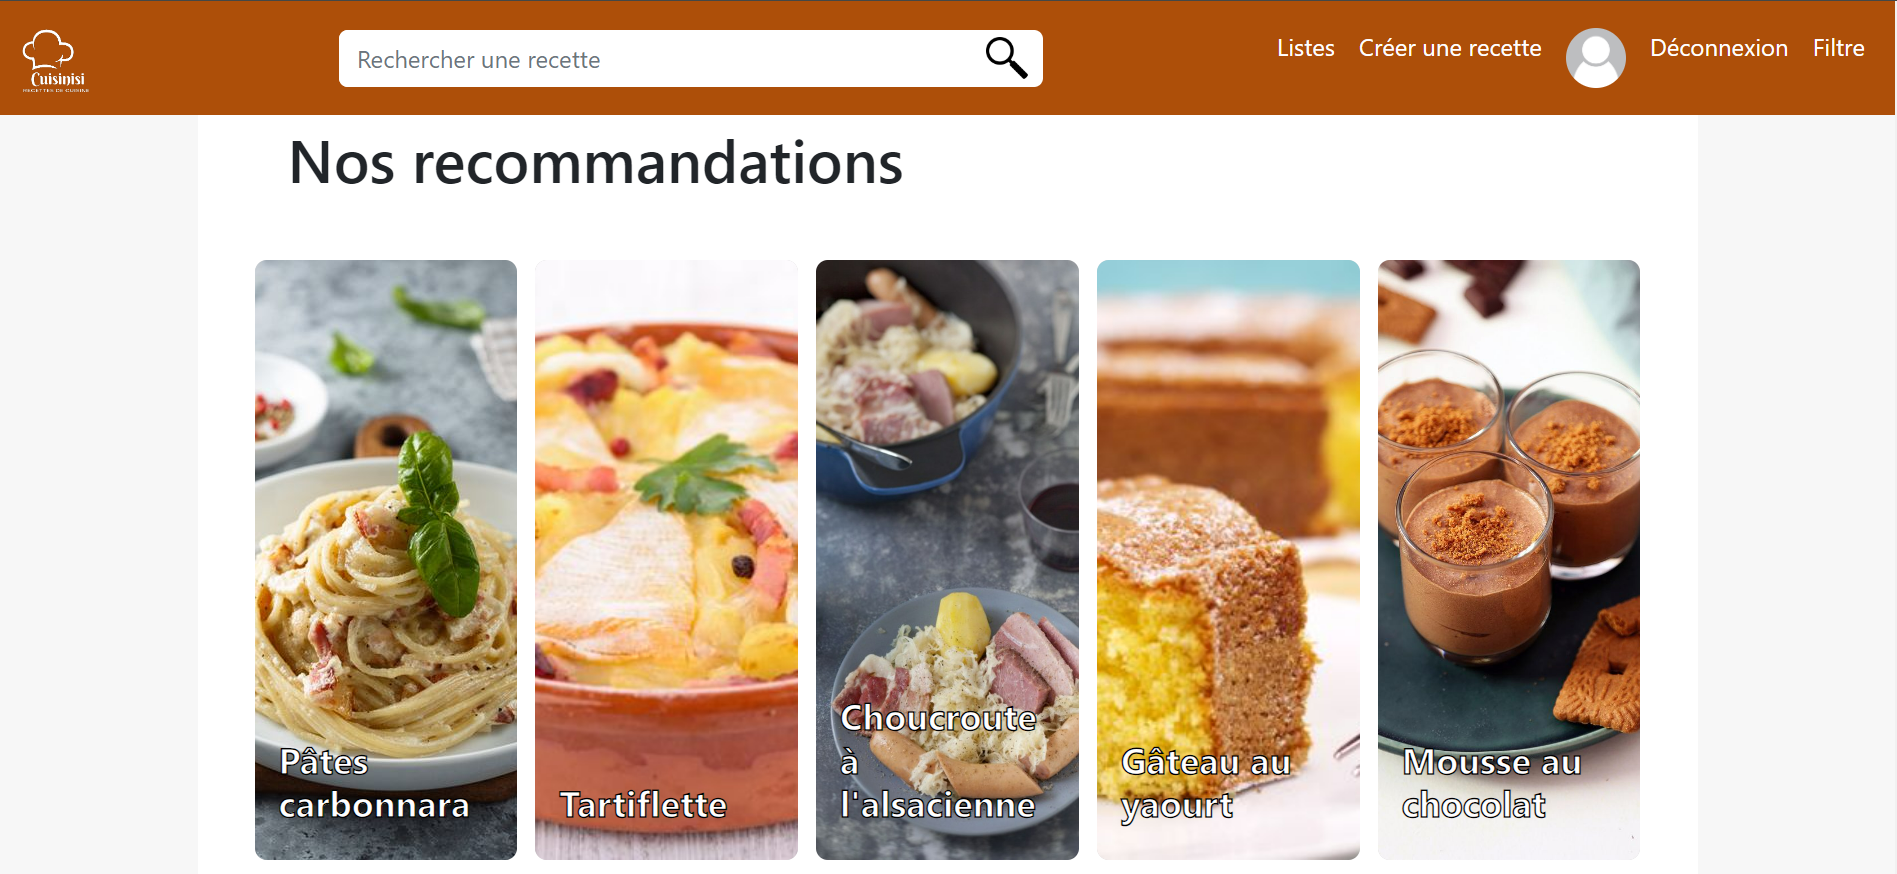 Cuisinisi
RECETTES DE CUISINE
Rechercher une recette
Listes
Créer une recette
Déconnexion
Filtre
Nos recommandations
Pâtes
carbonnara
Tartiflette
Choucroute
à
l'alsacienne
Gâteau au
yaourt
Mousse au
chocolat